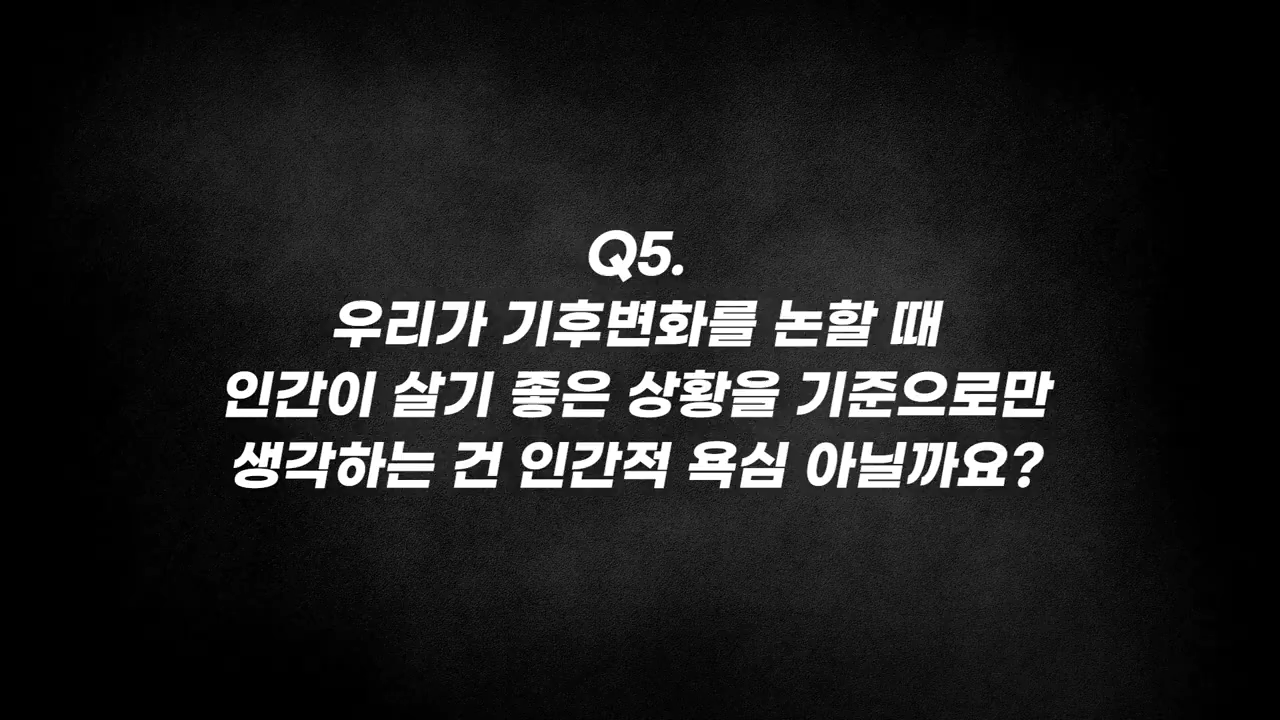 Q5.
우리가 기후변화를 논할 때
인간이 살기 좋은 상황을 기준으로만
생각하는 건 인간적 욕심 아닐까요?